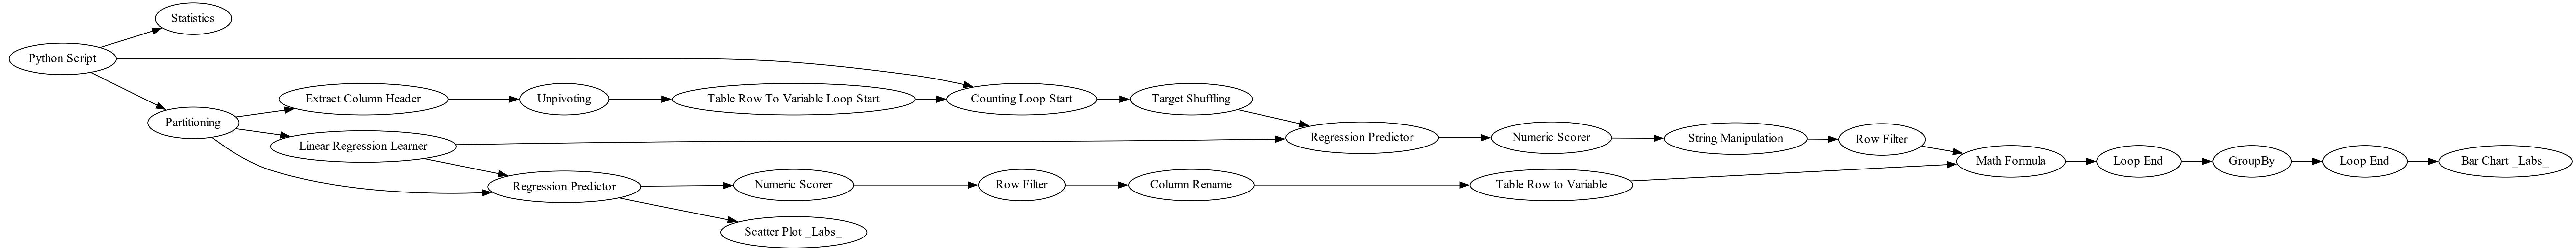 Statistics
Python Script
Extract Column Header
Unpivoting
Table Row To Variable Loop Start
Counting Loop Start
Target Shuffling
Partitioning
Linear Regression Learner
Regression Predictor
Numeric Scorer
String Manipulation
Row Filter
Math Formula
Loop End
GroupBy
Loop End
Bar Chart _Labs_
Regression Predictor
Numeric Scorer
Row Filter
Column Rename
Table Row to Variable
Scatter Plot _Labs_